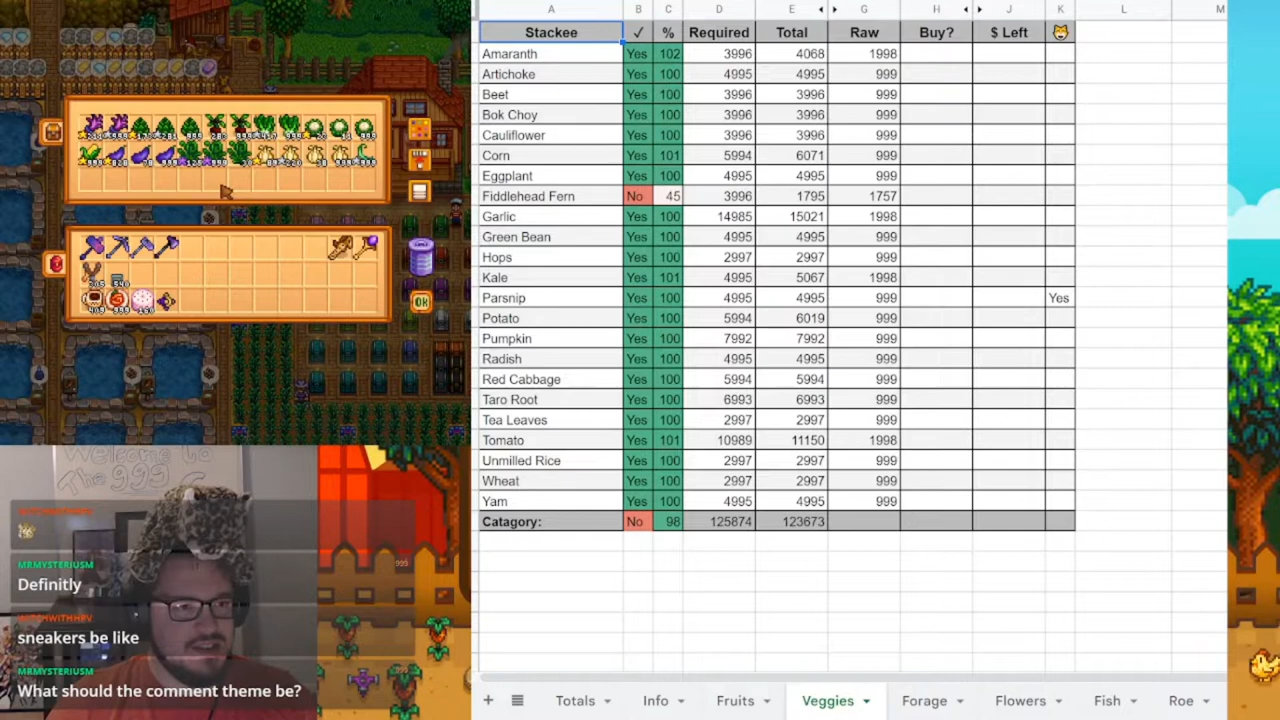 A B C D E G H J K L M
Stackee ✓ % Required Total Raw Buy? $ Left
Amaranth Yes 102 3996 4068 1998
Artichoke Yes 100 4995 4995 999
Beet Yes 100 3996 3996 999
Bok Choy Yes 100 3996 3996 999
Cauliflower Yes 100 3996 3996 999
Corn Yes 101 5994 6071 999
Eggplant Yes 100 4995 4995 999
Fiddlehead Fern No 45 3996 1795 1757
Garlic Yes 100 14985 15021 1998
Green Bean Yes 100 4995 4995 999
Hops Yes 100 2997 2997 999
Kale Yes 101 4995 5067 1998
Parsnip Yes 100 4995 4995 999 Yes
Potato Yes 100 5994 6019 999
Pumpkin Yes 100 7992 7992 999
Radish Yes 100 4995 4995 999
Red Cabbage Yes 100 5994 5994 999
Taro Root Yes 100 6993 6993 999
Tea Leaves Yes 100 2997 2997 999
Tomato Yes 101 10989 11150 1998
Unmilled Rice Yes 100 2997 2997 999
Wheat Yes 100 2997 2997 999
Yam Yes 100 4995 4995 999
Catagory: No 98 125874 123673
Totals Info Fruits Veggies Forage Flowers Fish Roe
OK
Welcome to
The 999
MRMYSTERIUSM
Definitly
sneakers be like
MRMYSTERIUSM
What should the comment theme be?
999